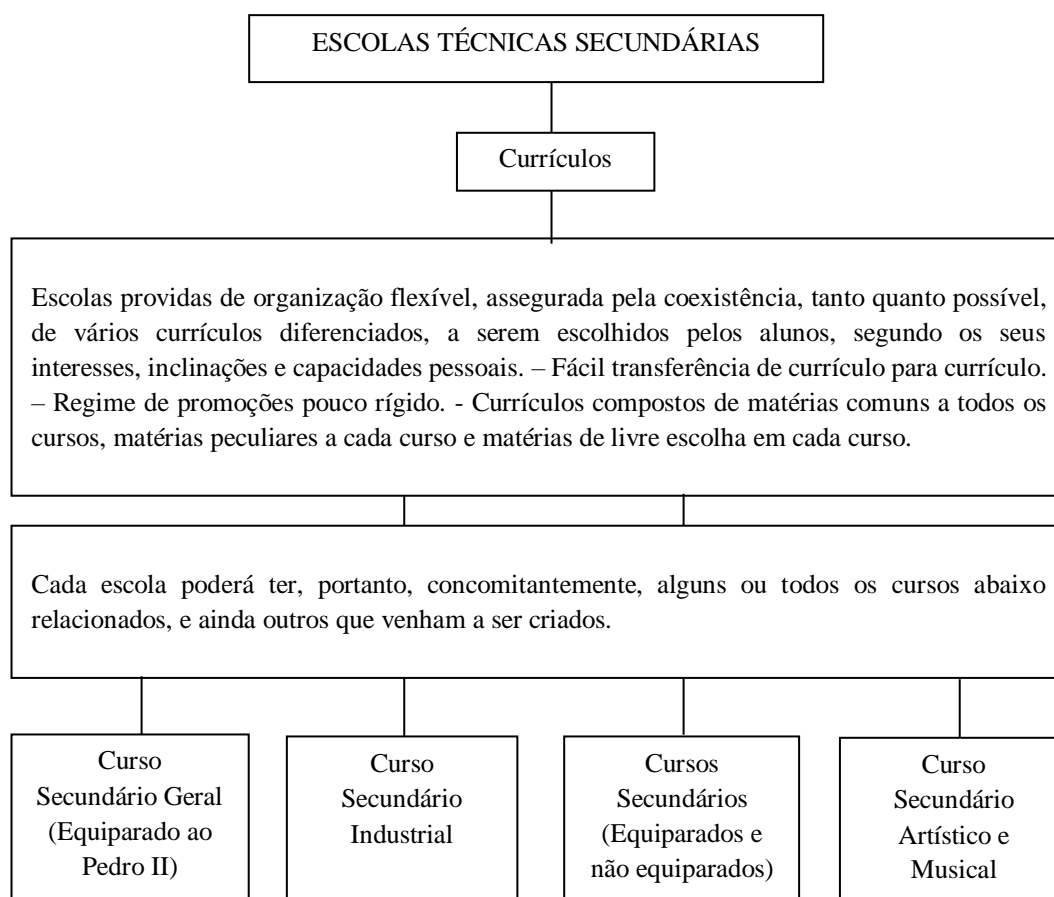 ESCOLAS TÉCNICAS SECUNDÁRIAS
Currículos
Escolas providas de organização flexível, assegurada pela coexistência, tanto quanto possível,
de vários currículos diferenciados, a serem escolhidos pelos alunos, segundo os seus
interesses, inclinações e capacidades pessoais. – Fácil transferência de currículo para currículo.
– Regime de promoções pouco rígido. - Currículos compostos de matérias comuns a todos os
cursos, matérias peculiares a cada curso e matérias de livre escolha em cada curso.
Cada escola poderá ter, portanto, concomitantemente, alguns ou todos os cursos abaixo
relacionados, e ainda outros que venham a ser criados.
Curso
Secundário Geral
(Equiparado ao
Pedro II)
Curso
Secundário
Industrial
Cursos
Secundários
(Equiparados e
não equiparados)
Curso
Secundário
Artístico e
Musical